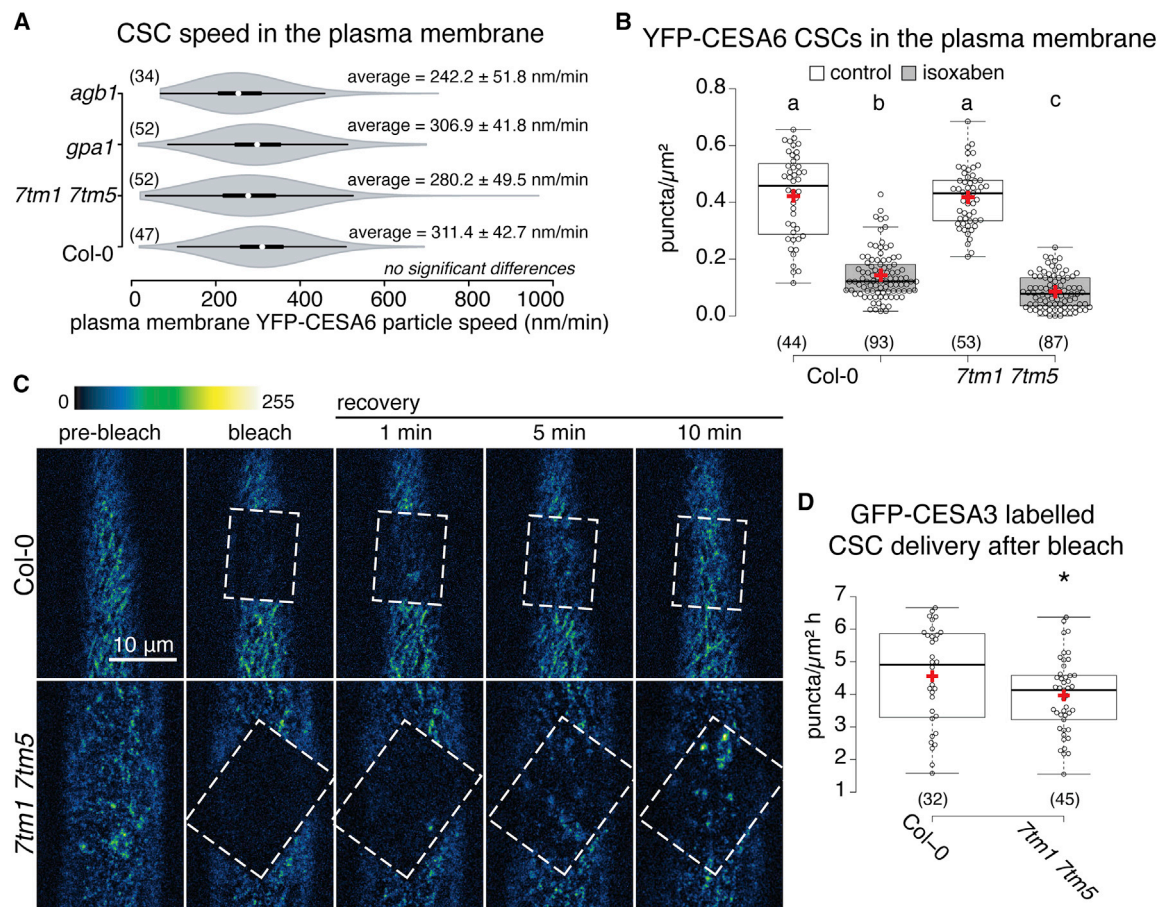 A
CSC speed in the plasma membrane
(34)
agb1
average = 242.2 ± 51.8 nm/min
(52)
gpa1
average = 306.9 ± 41.8 nm/min
(52)
7tm1 7tm5
average = 280.2 ± 49.5 nm/min
(47)
Col-0
average = 311.4 ± 42.7 nm/min
no significant differences
0 200 400 600 800 1000
plasma membrane YFP-CESA6 particle speed (nm/min)
B
YFP-CESA6 CSCs in the plasma membrane
control isoxaben
a b a c
puncta/µm²
0.8
0.6
0.4
0.2
0.0
(44) (93) (53) (87)
Col-0 7tm1 7tm5
C
0 255
recovery
pre-bleach bleach 1 min 5 min 10 min
Col-0
10 µm
7tm1 7tm5
D
GFP-CESA3 labelled
CSC delivery after bleach
*
puncta/µm² h
7
6
5
4
3
2
1
(32) (45)
Col-0 7tm1 7tm5